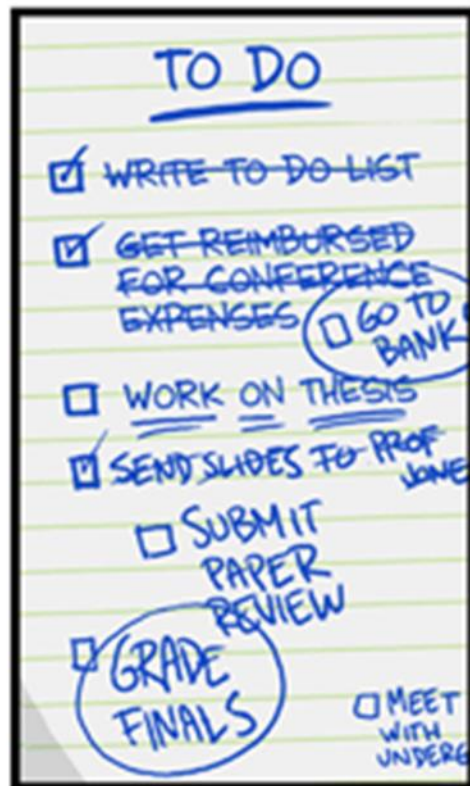 TO DO
WRITE TO DO LIST
GET REIMBURSED
FOR CONFERENCE
EXPENSES
GO TO
BANK
WORK ON THESIS
SEND SLIDES TO PROF
JONE
SUBMIT
PAPER
REVIEW
GRADE
FINALS
MEET
WITH
UNDERG